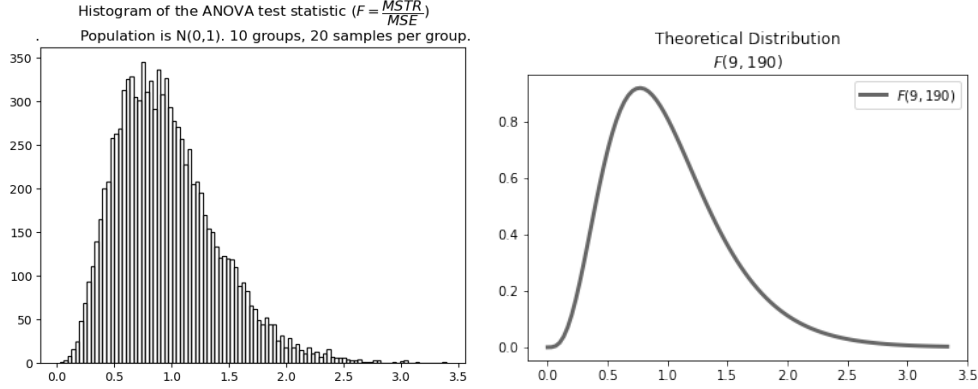 Histogram of the ANOVA test statistic (F = MSTR/MSE)
. Population is N(0,1). 10 groups, 20 samples per group.
350
300
250
200
150
100
50
0
0.0 0.5 1.0 1.5 2.0 2.5 3.0 3.5
Theoretical Distribution
F(9, 190)
F(9, 190)
0.8
0.6
0.4
0.2
0.0
0.0 0.5 1.0 1.5 2.0 2.5 3.0 3.5